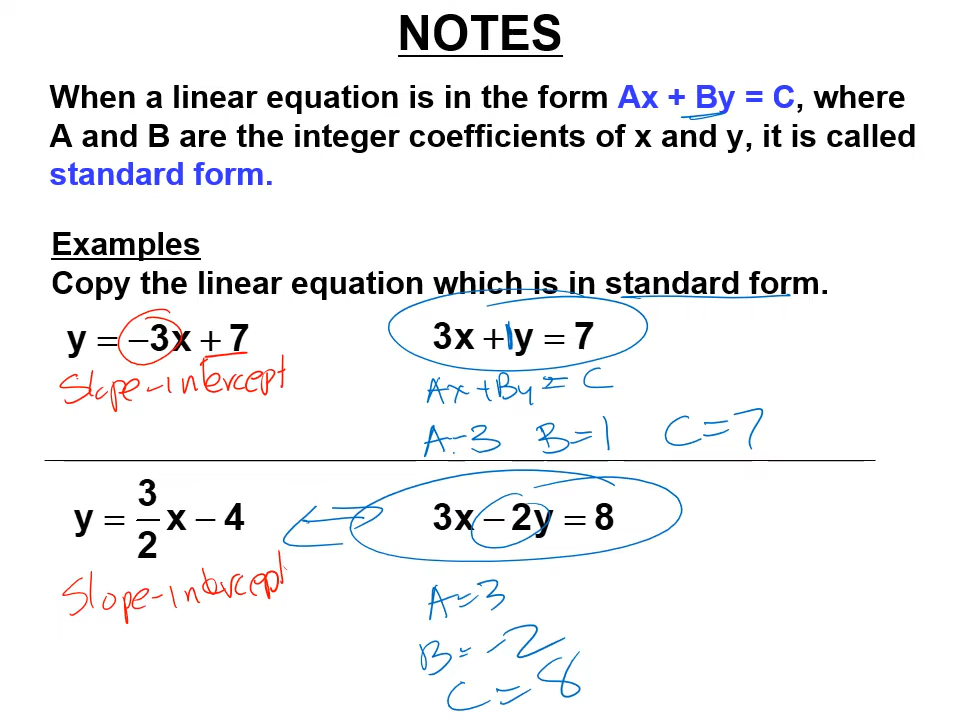 NOTES
When a linear equation is in the form Ax + By = C, where
A and B are the integer coefficients of x and y, it is called
standard form.
Examples
Copy the linear equation which is in standard form.
y = −3x + 7
Slope-intercept
3x + 1y = 7
Ax + By = C
A=3 B=1 C=7
y = 3/2 x − 4
Slope-intercept
3x − 2y = 8
A=3
B=-2
C=8